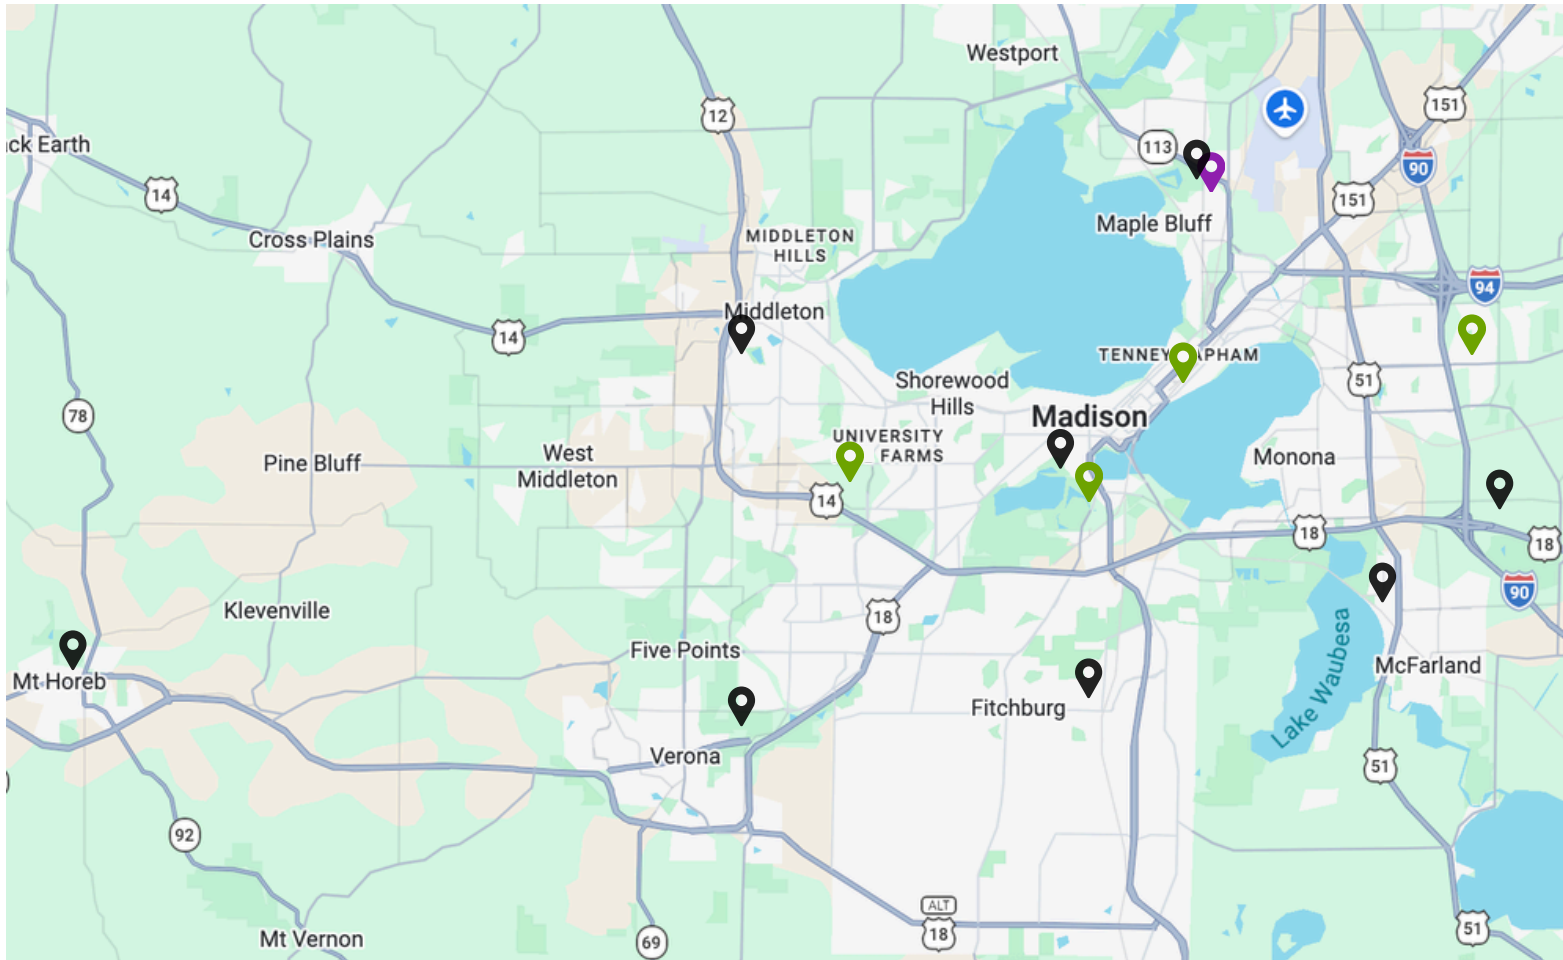 Westport
12
151
113
90
ck Earth
14
151
Maple Bluff
Cross Plains
MIDDLETON
HILLS
94
Middleton
14
TENNEY
APHAM
51
Shorewood
Hills
78
Madison
UNIVERSITY
FARMS
Monona
Pine Bluff
West
Middleton
14
18
18
90
Klevenville
18
Lake Waubesa
Five Points
McFarland
Mt Horeb
Fitchburg
Verona
51
92
ALT
18
51
Mt Vernon
69